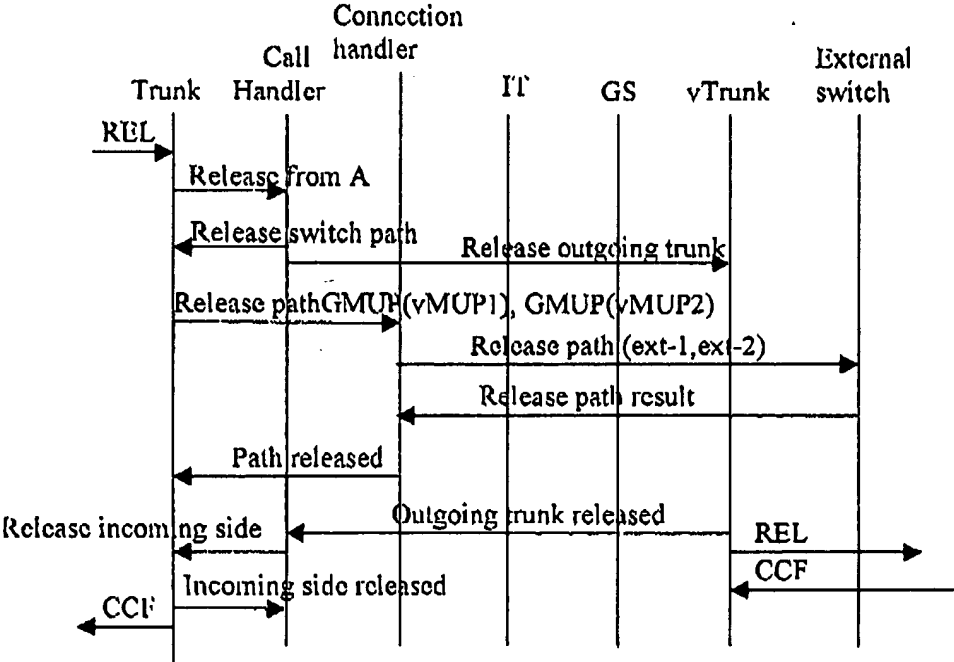 Connection
handler
Call
Handler
External
switch
Trunk
IT
GS
vTrunk
REL
Release from A
Release switch path
Release outgoing trunk
Release pathGMUP(vMUP1), GMUP(vMUP2)
Release path (ext-1,ext-2)
Release path result
Path released
Outgoing trunk released
Release incoming side
REL
CCF
Incoming side released
CCF